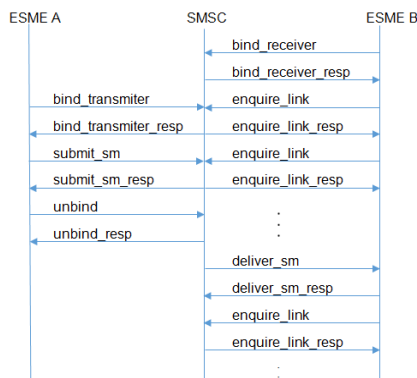 ESME A SMSC ESME B
bind_receiver
bind_receiver_resp
bind_transmiter enquire_link
bind_transmiter_resp enquire_link_resp
submit_sm enquire_link
submit_sm_resp enquire_link_resp
unbind
unbind_resp
deliver_sm
deliver_sm_resp
enquire_link
enquire_link_resp